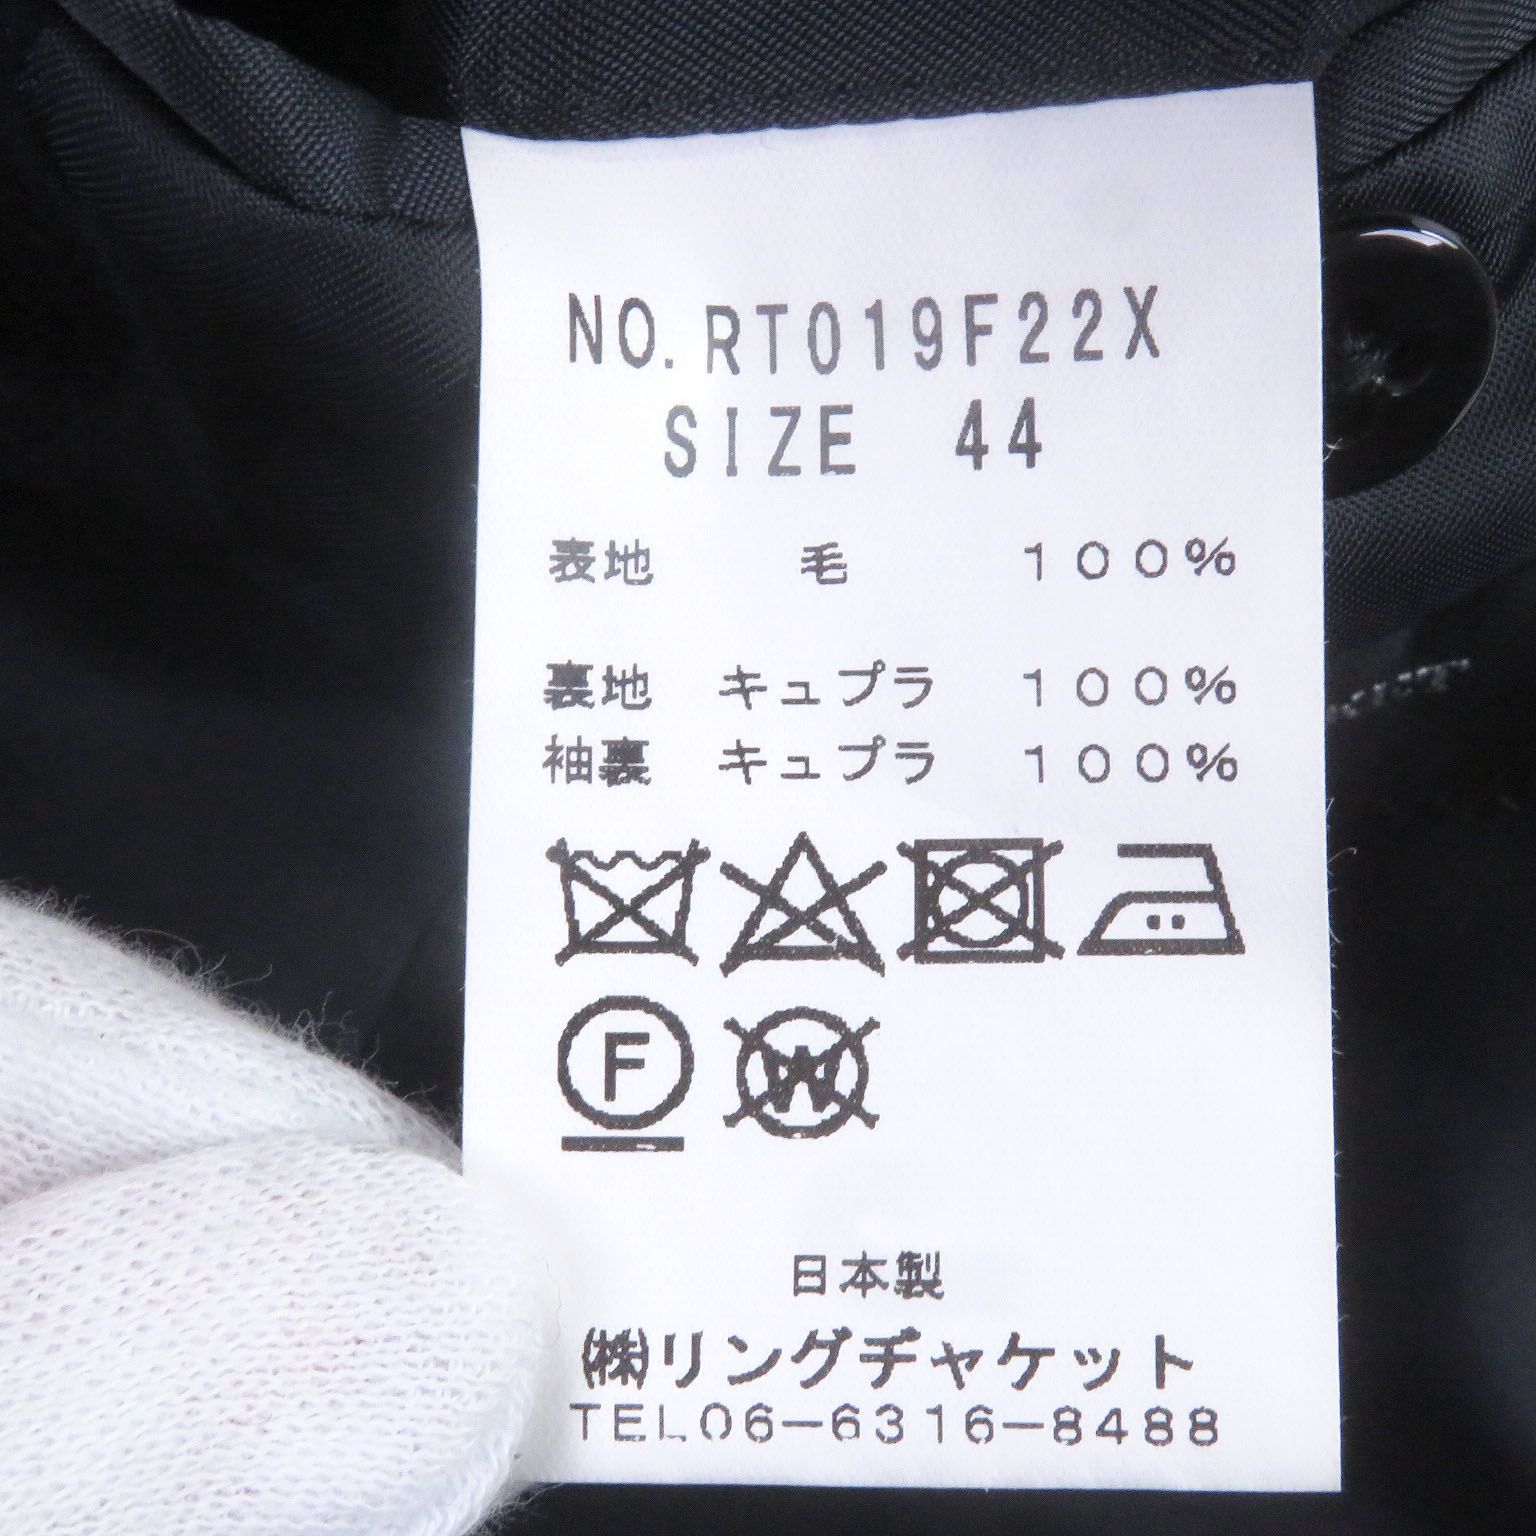 NO.RT019F22X
SIZE 44
表地 毛 100%
裏地 キュプラ 100%
袖裏 キュプラ 100%
F W
日本製
(株)リングヂャケット
TEL06-6316-8488